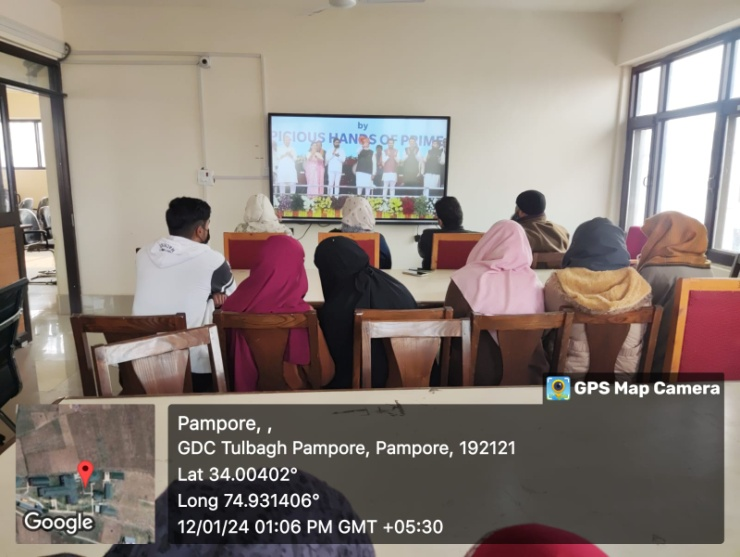 by
PICIOUS HANDS OF PRIME
GPS Map Camera
Pampore, ,
GDC Tulbagh Pampore, Pampore, 192121
Lat 34.00402°
Long 74.931406°
12/01/24 01:06 PM GMT +05:30
Google